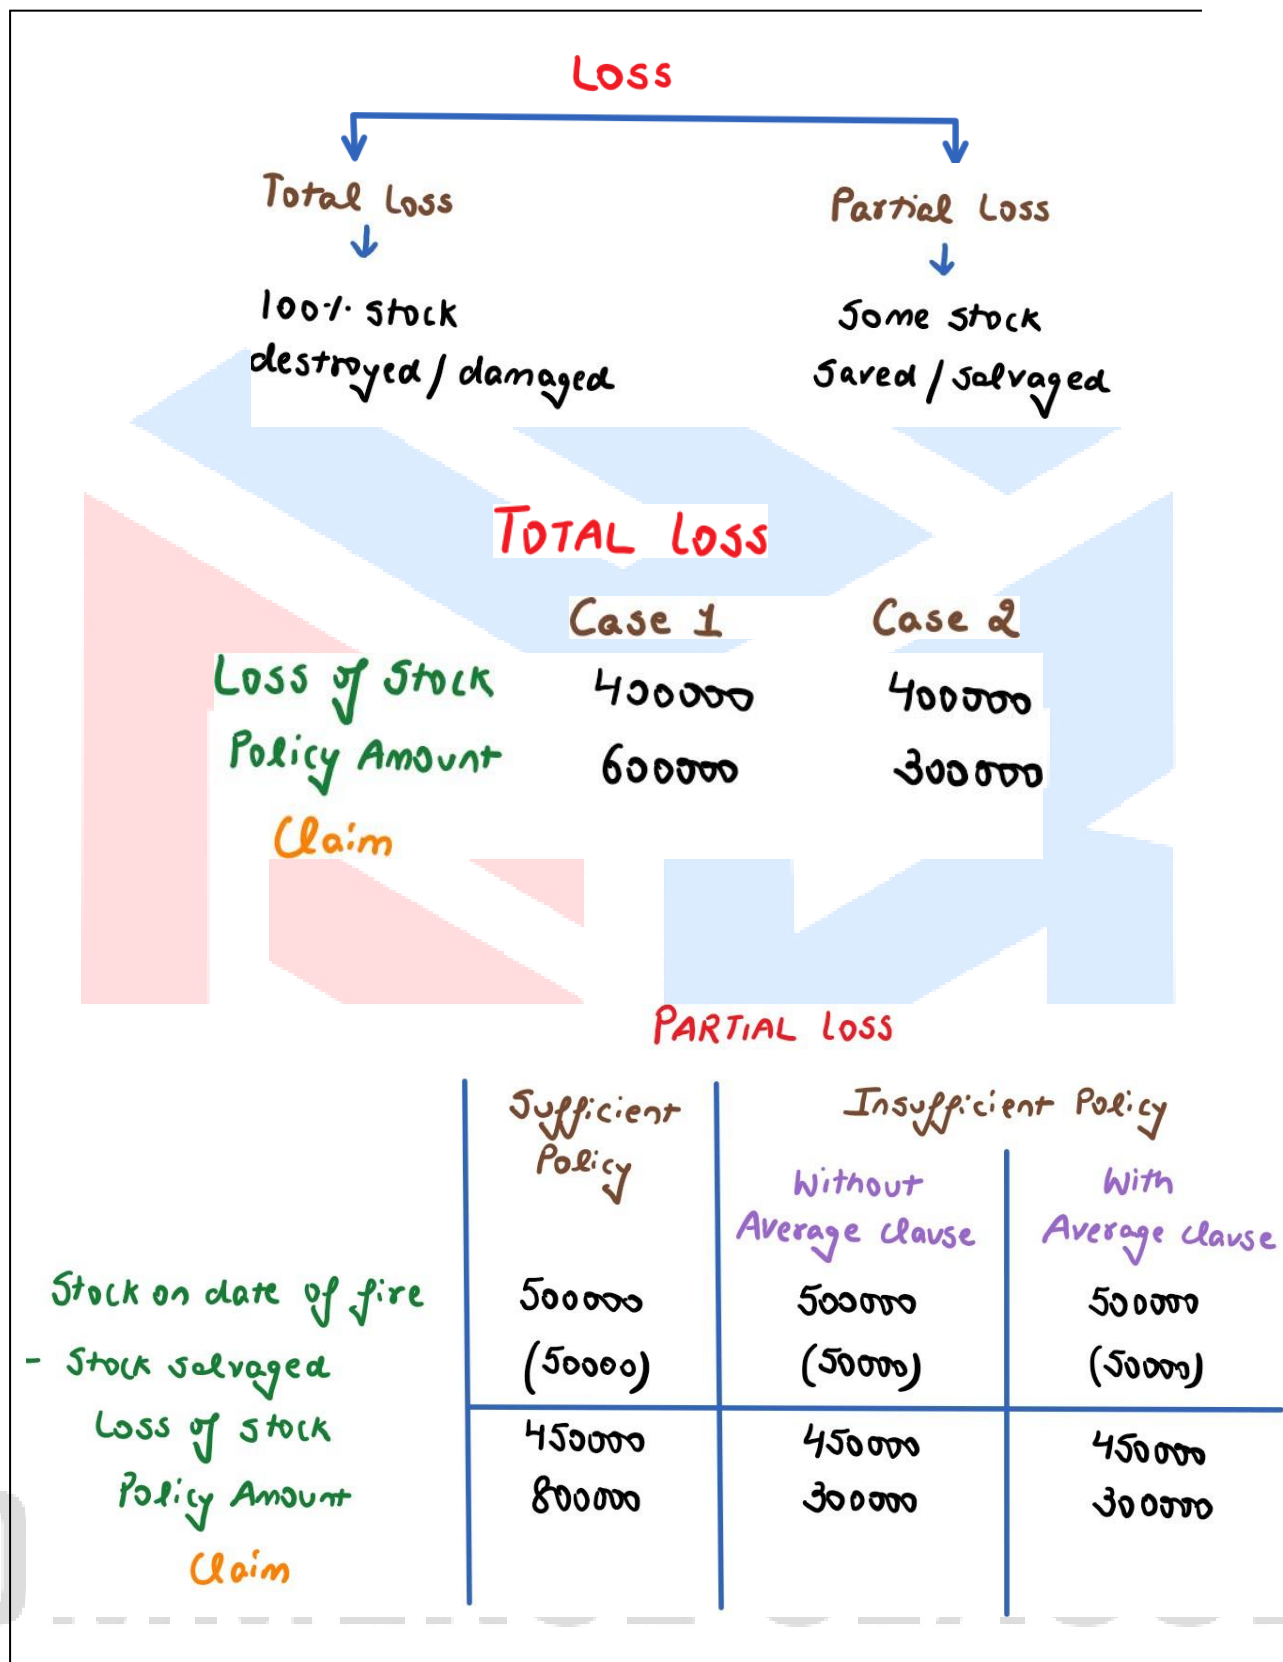 Loss
Total Loss Partial Loss
100% stock some stock
destroyed / damaged saved / salvaged
TOTAL LOSS
Case 1 Case 2
Loss of Stock 400000 400000
Policy Amount 600000 300000
Claim
PARTIAL LOSS
Sufficient Insufficient Policy
Policy
Without With
Average clause Average clause
Stock on date of fire 500000 500000 500000
- Stock salvaged (50000) (50000) (50000)
Loss of stock 450000 450000 450000
Policy Amount 800000 300000 300000
Claim